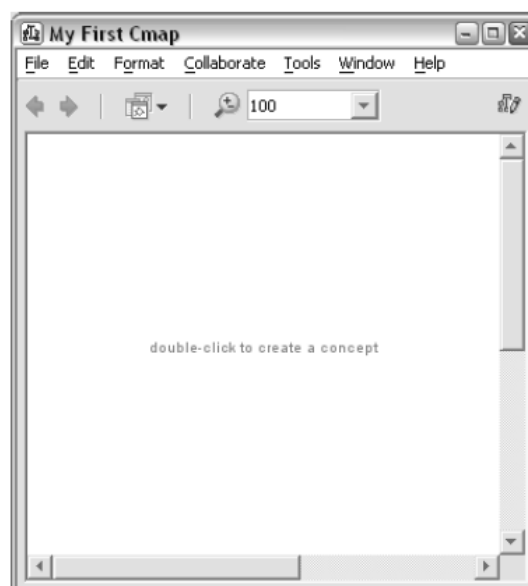 My First Cmap
File Edit Format Collaborate Tools Window Help
100
double-click to create a concept